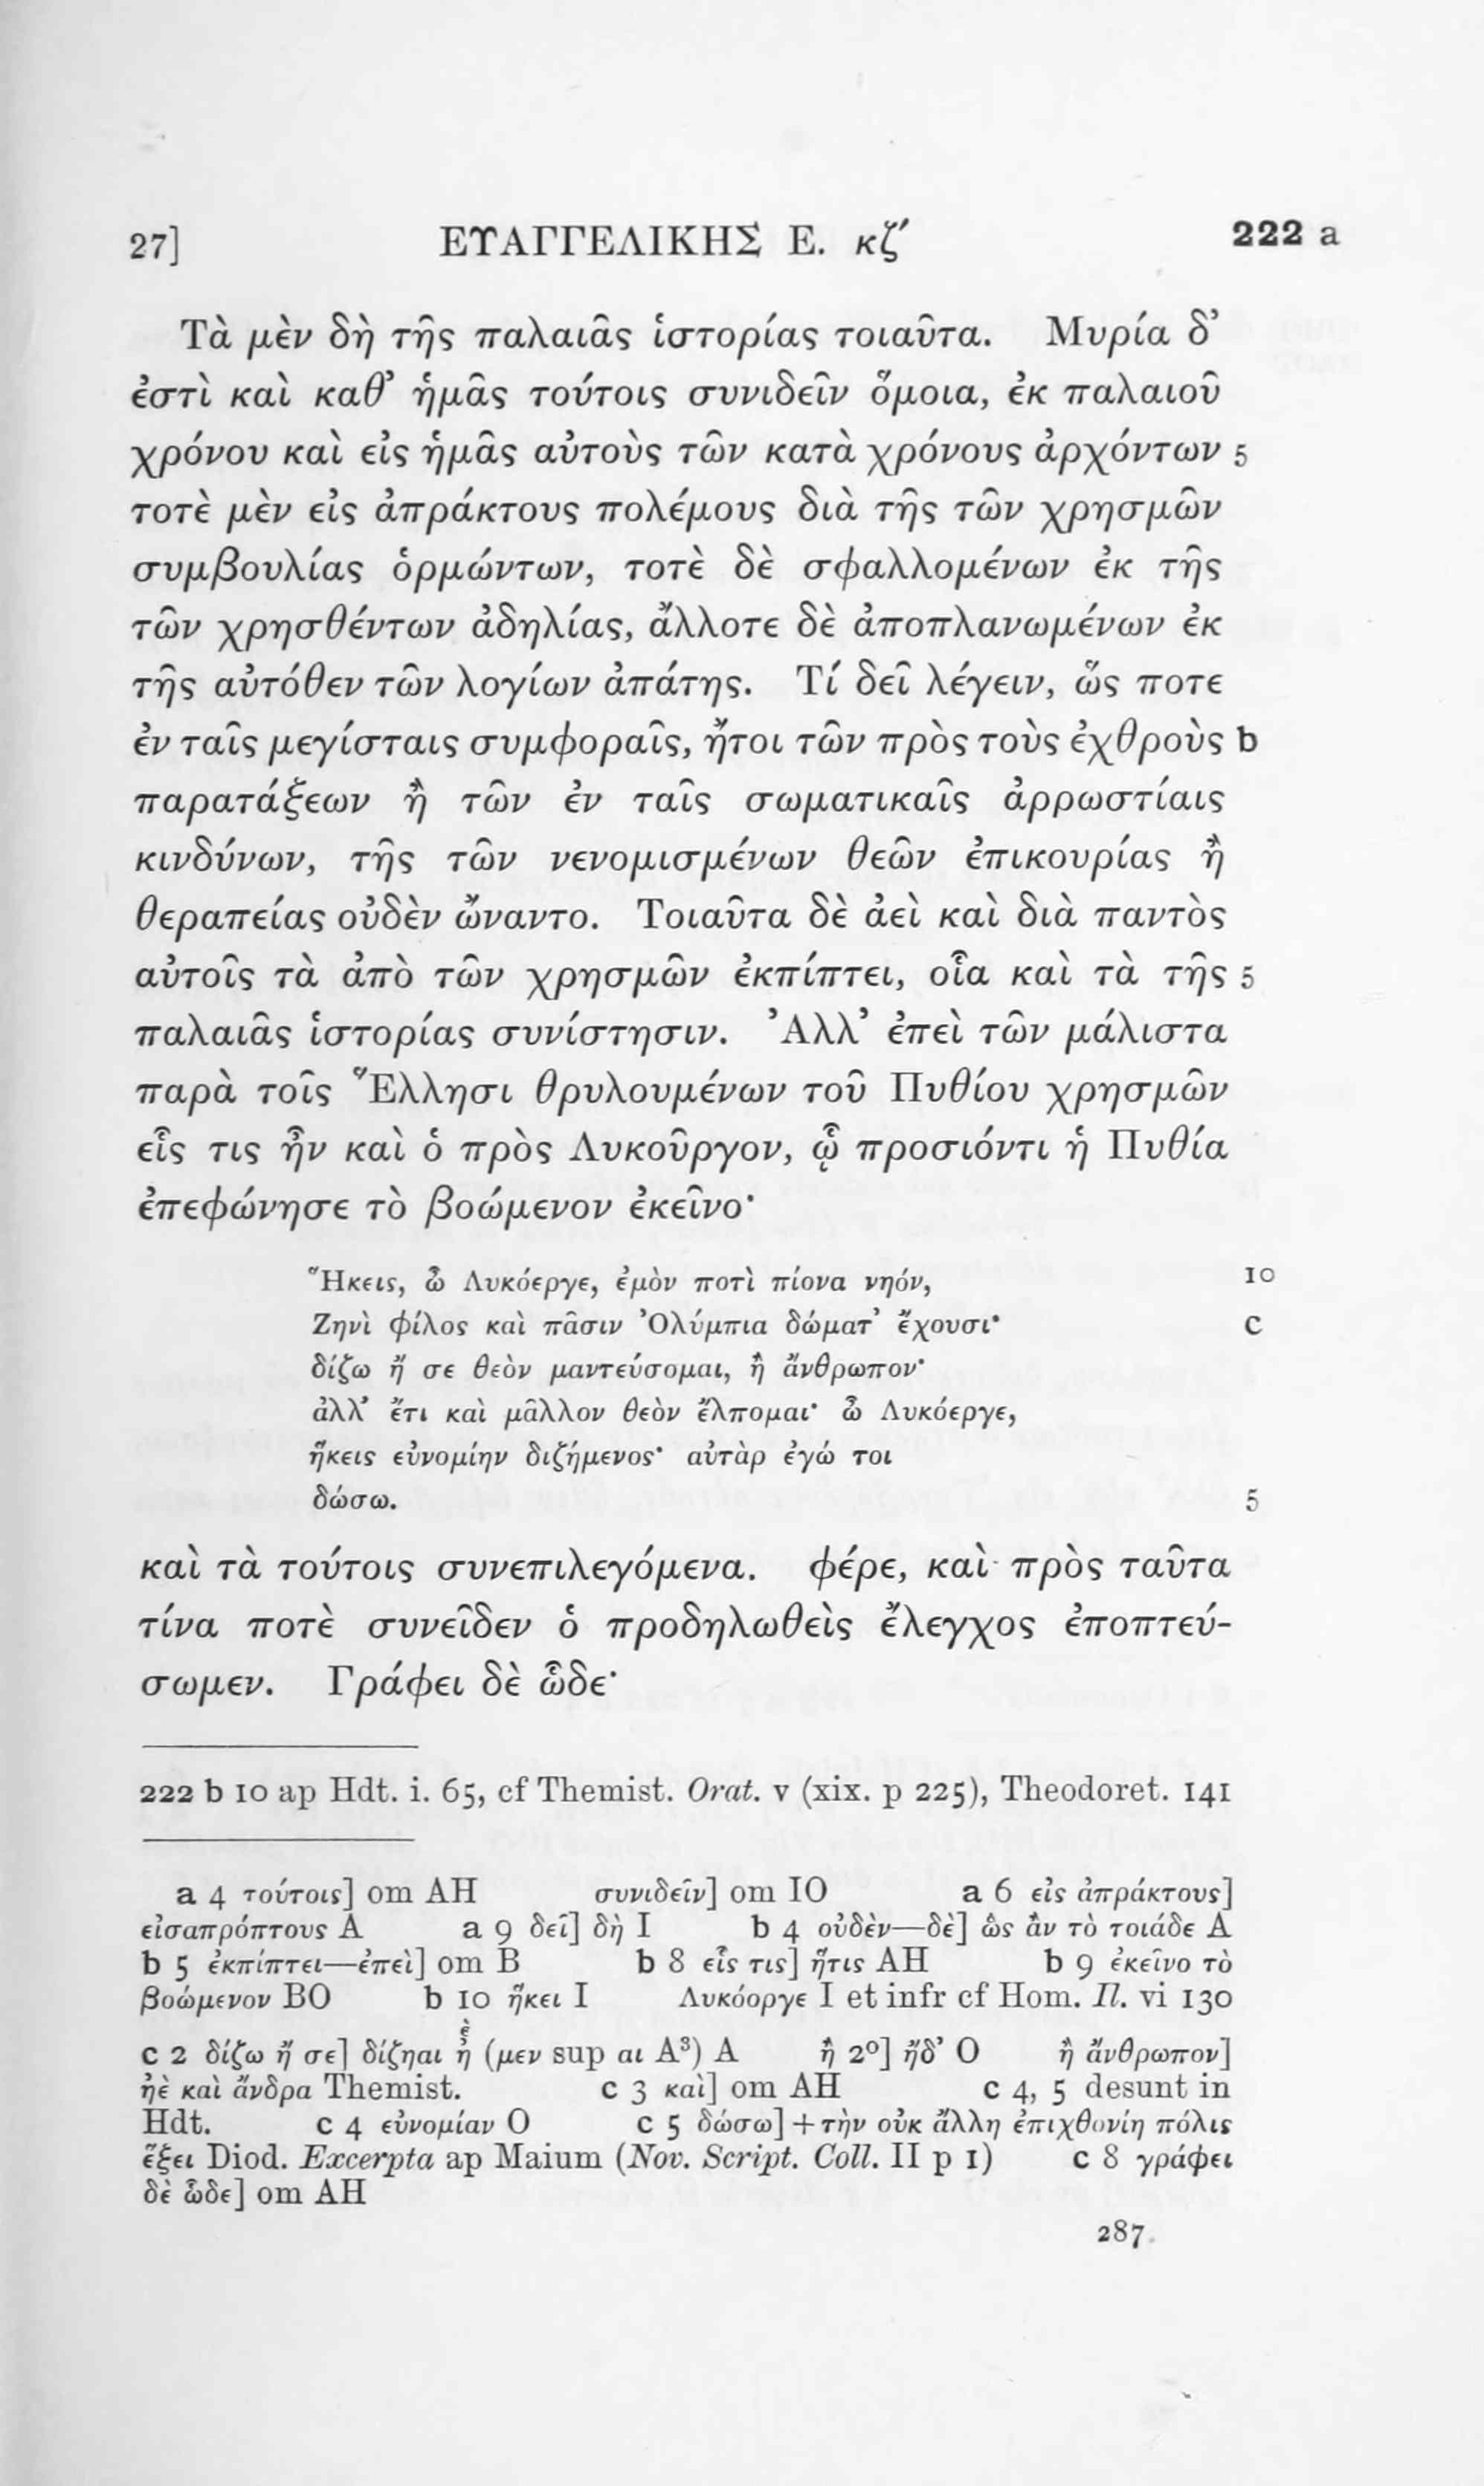 27] ΕΥΑΓΓΕΛΙΚΗΣ Ε. κζ′ 222 a
Τὰ μὲν δὴ τῆς παλαιᾶς ἱστορίας τοιαῦτα. Μυρία δ’
ἐστὶ καὶ καθ’ ἡμᾶς τούτοις συνιδεῖν ὅμοια, ἐκ παλαιοῦ
χρόνου καὶ εἰς ἡμᾶς αὐτοὺς τῶν κατὰ χρόνους ἀρχόντων 5
τοτὲ μὲν εἰς ἀπράκτους πολέμους διὰ τῆς τῶν χρησμῶν
συμβουλίας ὁρμώντων, τοτὲ δὲ σφαλλομένων ἐκ τῆς
τῶν χρησθέντων ἀδηλίας, ἄλλοτε δὲ ἀποπλανωμένων ἐκ
τῆς αὐτόθεν τῶν λογίων ἀπάτης. Τί δεῖ λέγειν, ὥς ποτε
ἐν ταῖς μεγίσταις συμφοραῖς, ἤτοι τῶν πρὸς τοὺς ἐχθροὺς b
παρατάξεων ἢ τῶν ἐν ταῖς σωματικαῖς ἀρρωστίαις
κινδύνων, τῆς τῶν νενομισμένων θεῶν ἐπικουρίας ἢ
θεραπείας οὐδὲν ὤναντο. Τοιαῦτα δὲ ἀεὶ καὶ διὰ παντὸς
αὐτοῖς τὰ ἀπὸ τῶν χρησμῶν ἐκπίπτει, οἷα καὶ τὰ τῆς 5
παλαιᾶς ἱστορίας συνίστησιν. Ἀλλ’ ἐπεὶ τῶν μάλιστα
παρὰ τοῖς Ἕλλησι θρυλουμένων τοῦ Πυθίου χρησμῶν
εἷς τις ἦν καὶ ὁ πρὸς Λυκοῦργον, ᾧ προσιόντι ἡ Πυθία
ἐπεφώνησε τὸ βοώμενον ἐκεῖνο·
Ἥκεις, ὦ Λυκόεργε, ἐμὸν ποτὶ πίονα νηόν, 10
Ζηνὶ φίλος καὶ πᾶσιν Ὀλύμπια δώματ’ ἔχουσι· c
δίζω ἤ σε θεὸν μαντεύσομαι, ἢ ἄνθρωπον·
ἀλλ’ ἔτι καὶ μᾶλλον θεὸν ἔλπομαι· ὦ Λυκόεργε,
ἥκεις εὐνομίην διζήμενος· αὐτὰρ ἐγώ τοι
δώσω. 5
καὶ τὰ τούτοις συνεπιλεγόμενα. φέρε, καὶ πρὸς ταῦτα
τίνα ποτὲ συνεῖδεν ὁ προδηλωθεὶς ἔλεγχος ἐποπτεύ-
σωμεν. Γράφει δὲ ὧδε·
222 b 10 ap Hdt. i. 65, cf Themist. Orat. v (xix. p 225), Theodoret. 141
a 4 τούτοις] om AH συνιδεῖν] om IO a 6 εἰς ἀπράκτους]
εἰσαπρόπτους A a 9 δεῖ] δὴ I b 4 οὐδὲν—δὲ] ὡς ἂν τὸ τοιάδε A
b 5 ἐκπίπτει—ἐπεὶ] om B b 8 εἷς τις] ἥτις AH b 9 ἐκεῖνο τὸ
βοώμενον BO b 10 ἥκει I Λυκόοργε I et infr cf Hom. Il. vi 130
c 2 δίζω ἤ σε] δίζηαι ἢ̀ε (μεν sup αι A³) A ἢ 2º] ἠδ’ O ἢ ἄνθρωπον]
ἠὲ καὶ ἄνδρα Themist. c 3 καὶ] om AH c 4, 5 desunt in
Hdt. c 4 εὐνομίαν O c 5 δώσω] + τὴν οὐκ ἄλλη ἐπιχθονίη πόλις
ἕξει Diod. Excerpta ap Maium (Nov. Script. Coll. II p 1) c 8 γράφει
δὲ ὧδε] om AH
287